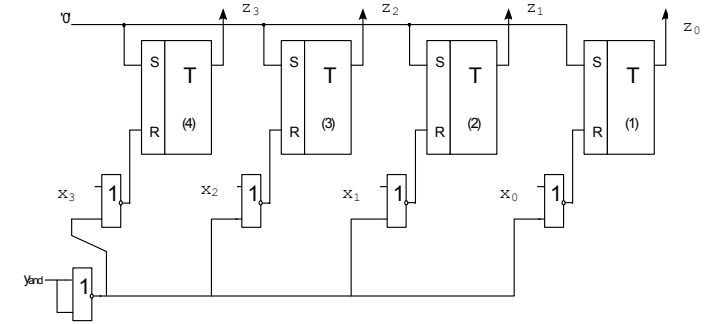 '0' z₃ z₂ z₁ z₀
S T S T S T S T
(4) (3) (2) (1)
R R R R
x₃ 1 x₂ 1 x₁ 1 x₀ 1
yand 1